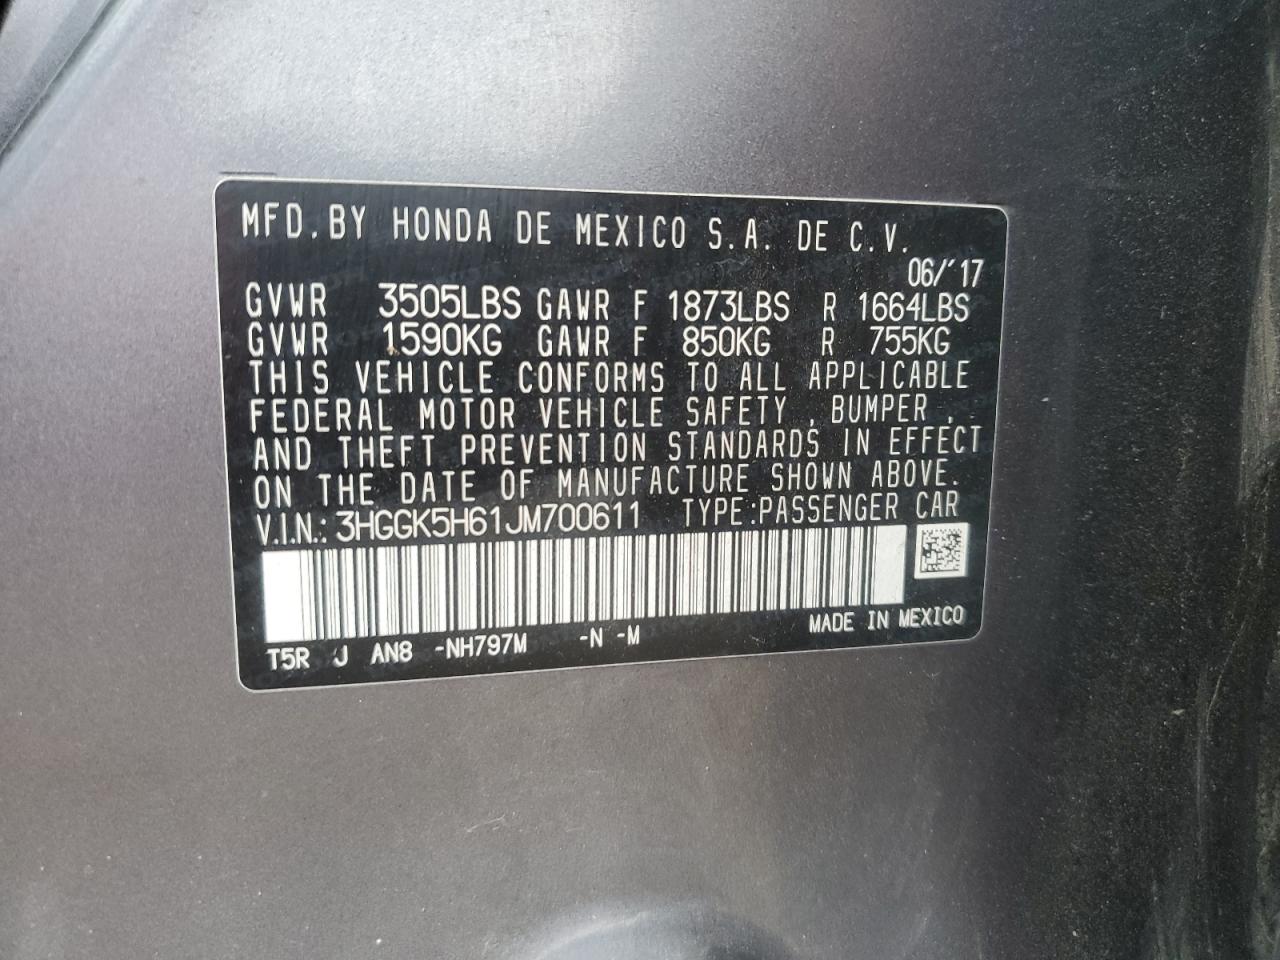 MFD. BY HONDA DE MEXICO S.A. DE C.V.
06/'17
GVWR 3505LBS GAWR F 1873LBS R 1664LBS
GVWR 1590KG GAWR F 850KG R 755KG
THIS VEHICLE CONFORMS TO ALL APPLICABLE
FEDERAL MOTOR VEHICLE SAFETY , BUMPER ,
AND THEFT PREVENTION STANDARDS IN EFFECT
ON THE DATE OF MANUFACTURE SHOWN ABOVE.
V.I.N.: 3HGGK5H61JM700611 TYPE:PASSENGER CAR
T5R J AN8 -NH797M -N -M MADE IN MEXICO